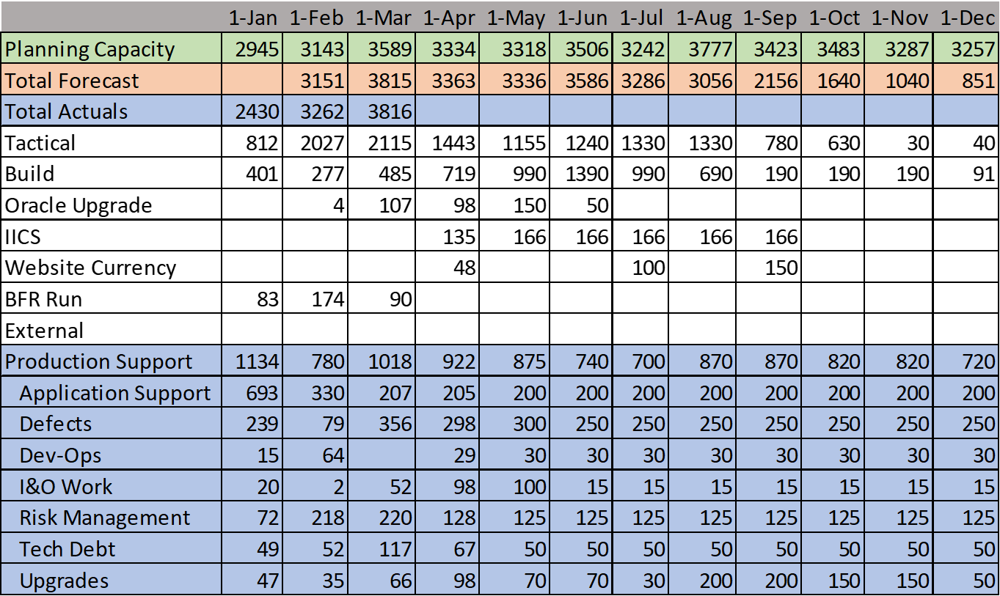 1-Jan 1-Feb 1-Mar 1-Apr 1-May 1-Jun 1-Jul 1-Aug 1-Sep 1-Oct 1-Nov 1-Dec
Planning Capacity 2945 3143 3589 3334 3318 3506 3242 3777 3423 3483 3287 3257
Total Forecast 3151 3815 3363 3336 3586 3286 3056 2156 1640 1040 851
Total Actuals 2430 3262 3816
Tactical 812 2027 2115 1443 1155 1240 1330 1330 780 630 30 40
Build 401 277 485 719 990 1390 990 690 190 190 190 91
Oracle Upgrade 4 107 98 150 50
IICS 135 166 166 166 166 166
Website Currency 48 100 150
BFR Run 83 174 90
External
Production Support 1134 780 1018 922 875 740 700 870 870 820 820 720
Application Support 693 330 207 205 200 200 200 200 200 200 200 200
Defects 239 79 356 298 300 250 250 250 250 250 250 250
Dev-Ops 15 64 29 30 30 30 30 30 30 30 30
I&O Work 20 2 52 98 100 15 15 15 15 15 15 15
Risk Management 72 218 220 128 125 125 125 125 125 125 125 125
Tech Debt 49 52 117 67 50 50 50 50 50 50 50 50
Upgrades 47 35 66 98 70 70 30 200 200 150 150 50